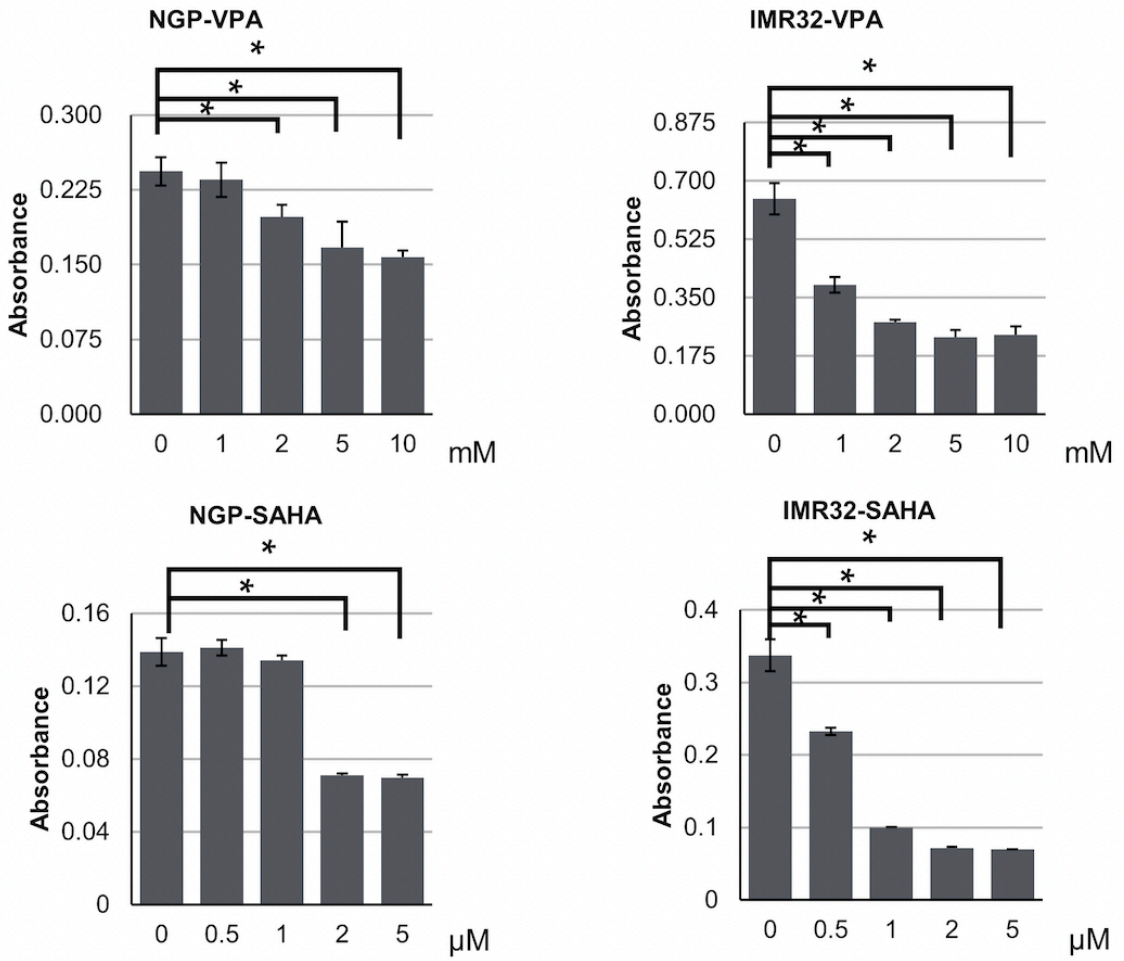 NGP-VPA
*
*
*
0.300
0.225
0.150
0.075
0.000
Absorbance
0 1 2 5 10 mM
IMR32-VPA
*
*
*
*
0.875
0.700
0.525
0.350
0.175
0.000
Absorbance
0 1 2 5 10 mM
NGP-SAHA
*
*
0.16
0.12
0.08
0.04
0
Absorbance
0 0.5 1 2 5 µM
IMR32-SAHA
*
*
*
*
0.4
0.3
0.2
0.1
0
Absorbance
0 0.5 1 2 5 µM